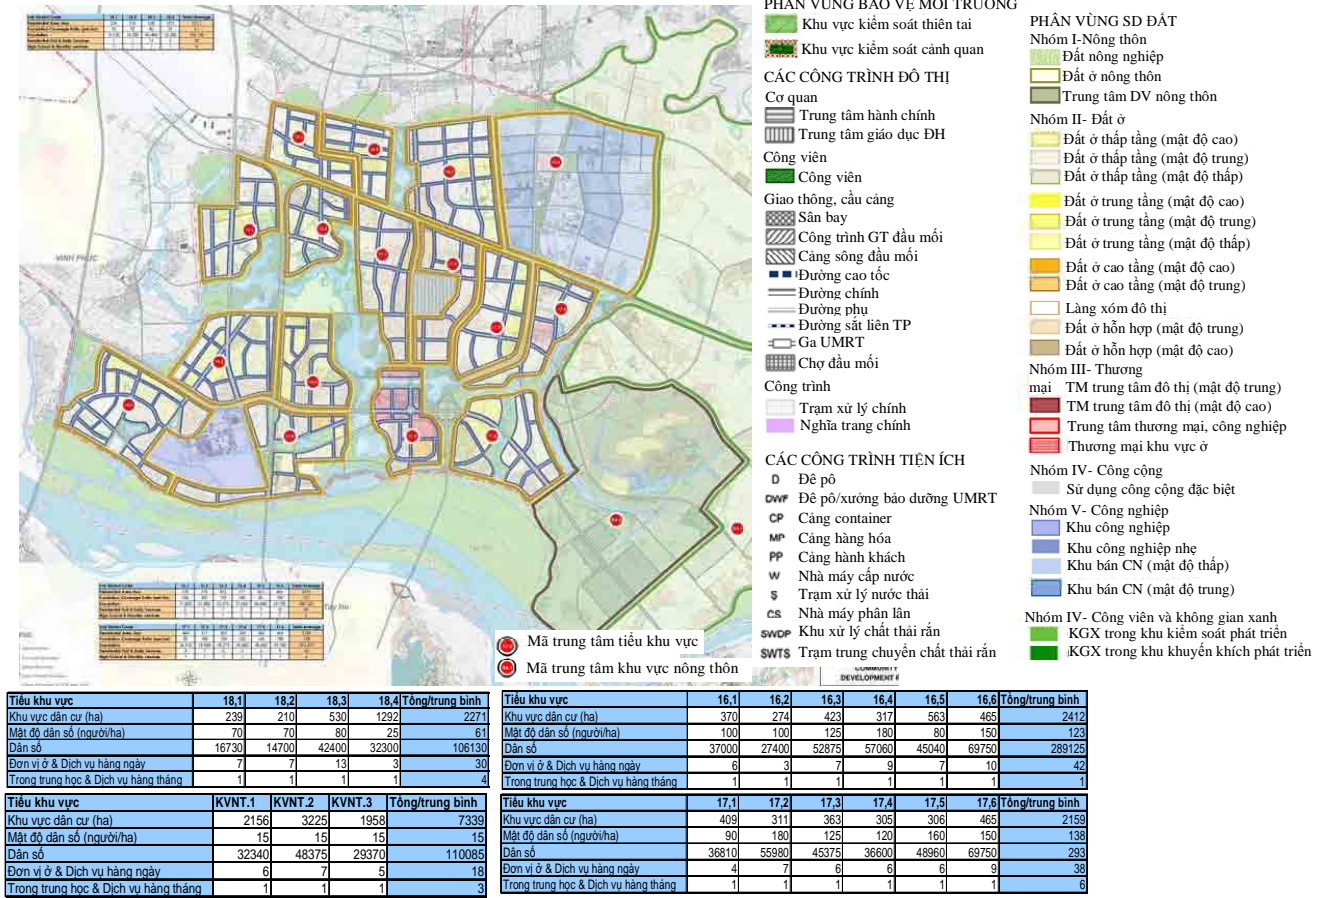 PHÂN VÙNG BẢO VỆ MÔI TRƯỜNG
Khu vực kiểm soát thiên tai
Khu vực kiểm soát cảnh quan
CÁC CÔNG TRÌNH ĐÔ THỊ
Cơ quan
Trung tâm hành chính
Trung tâm giáo dục ĐH
Công viên
Công viên
Giao thông, cầu cảng
Sân bay
Công trình GT đầu mối
Cảng sông đầu mối
Đường cao tốc
Đường chính
Đường phụ
Đường sắt liên TP
Ga UMRT
Chợ đầu mối
Công trình
Trạm xử lý chính
Nghĩa trang chính
CÁC CÔNG TRÌNH TIỆN ÍCH
D Đê pô
DWF Đê pô/xưởng bảo dưỡng UMRT
CP Cảng container
MP Cảng hàng hóa
PP Cảng hành khách
W Nhà máy cấp nước
S Trạm xử lý nước thải
CS Nhà máy phân lân
SWDP Khu xử lý chất thải rắn
SWTS Trạm trung chuyển chất thải rắn
PHÂN VÙNG SD ĐẤT
Nhóm I-Nông thôn
Đất nông nghiệp
Đất ở nông thôn
Trung tâm DV nông thôn
Nhóm II- Đất ở
Đất ở thấp tầng (mật độ cao)
Đất ở thấp tầng (mật độ trung)
Đất ở thấp tầng (mật độ thấp)
Đất ở trung tầng (mật độ cao)
Đất ở trung tầng (mật độ trung)
Đất ở trung tầng (mật độ thấp)
Đất ở cao tầng (mật độ cao)
Đất ở cao tầng (mật độ trung)
Làng xóm đô thị
Đất ở hỗn hợp (mật độ trung)
Đất ở hỗn hợp (mật độ cao)
Nhóm III- Thương
mại TM trung tâm đô thị (mật độ trung)
TM trung tâm đô thị (mật độ cao)
Trung tâm thương mại, công nghiệp
Thương mại khu vực ở
Nhóm IV- Công cộng
Sử dụng công cộng đặc biệt
Nhóm V- Công nghiệp
Khu công nghiệp
Khu công nghiệp nhẹ
Khu bán CN (mật độ thấp)
Khu bán CN (mật độ trung)
Nhóm IV- Công viên và không gian xanh
KGX trong khu kiểm soát phát triển
KGX trong khu khuyến khích phát triển
VĨNH PHÚC
Mã trung tâm tiểu khu vực
Mã trung tâm khu vực nông thôn
COMMUNITY
DEVELOPMENT
Tiểu khu vực 18,1 18,2 18,3 18,4 Tổng/trung bình
Khu vực dân cư (ha) 239 210 530 1292 2271
Mật độ dân số (người/ha) 70 70 80 25 61
Dân số 16730 14700 42400 32300 106130
Đơn vị ở & Dịch vụ hàng ngày 7 7 13 3 30
Trong trung học & Dịch vụ hàng tháng 1 1 1 1 4
Tiểu khu vực 16,1 16,2 16,3 16,4 16,5 16,6 Tổng/trung bình
Khu vực dân cư (ha) 370 274 423 317 563 465 2412
Mật độ dân số (người/ha) 100 100 125 180 80 150 123
Dân số 37000 27400 52875 57060 45040 69750 289125
Đơn vị ở & Dịch vụ hàng ngày 6 3 7 9 7 10 42
Trong trung học & Dịch vụ hàng tháng 1 1 1 1 1 1 1
Tiểu khu vực KVNT.1 KVNT.2 KVNT.3 Tổng/trung bình
Khu vực dân cư (ha) 2156 3225 1958 7339
Mật độ dân số (người/ha) 15 15 15 15
Dân số 32340 48375 29370 110085
Đơn vị ở & Dịch vụ hàng ngày 6 7 5 18
Trong trung học & Dịch vụ hàng tháng 1 1 1 3
Tiểu khu vực 17,1 17,2 17,3 17,4 17,5 17,6 Tổng/trung bình
Khu vực dân cư (ha) 409 311 363 305 306 465 2159
Mật độ dân số (người/ha) 90 180 125 120 160 150 138
Dân số 36810 55980 45375 36600 48960 69750 293
Đơn vị ở & Dịch vụ hàng ngày 4 7 6 6 6 9 38
Trong trung học & Dịch vụ hàng tháng 1 1 1 1 1 1 6